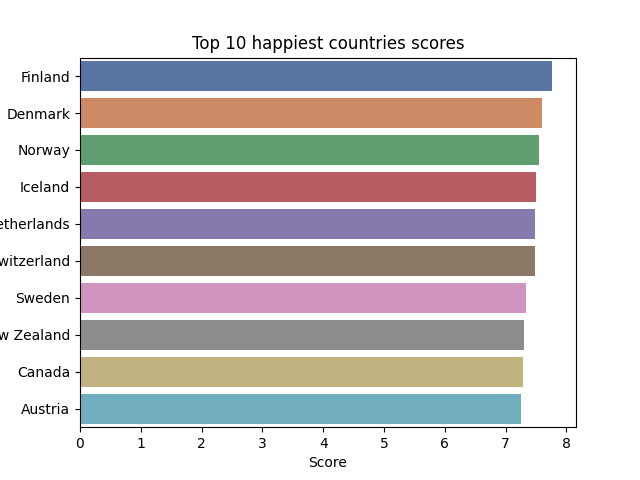 Top 10 happiest countries scores
Finland
Denmark
Norway
Iceland
etherlands
witzerland
Sweden
w Zealand
Canada
Austria
0 1 2 3 4 5 6 7 8
Score